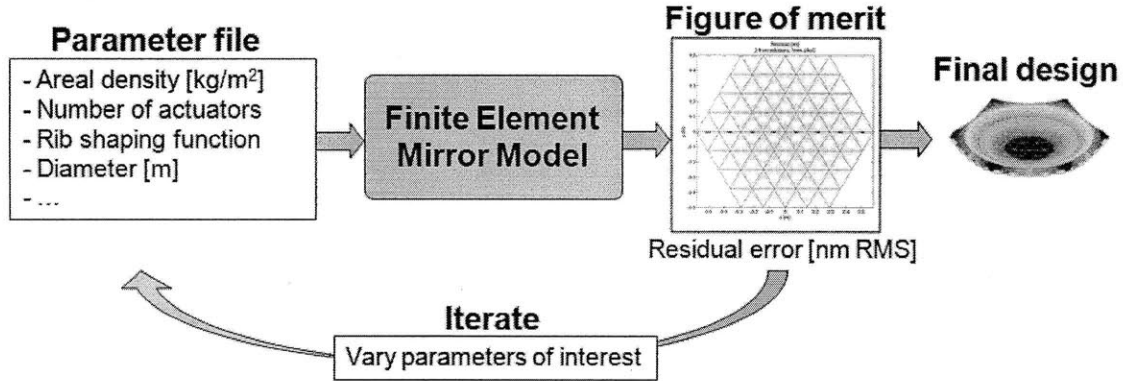 Parameter file
- Areal density [kg/m²]
- Number of actuators
- Rib shaping function
- Diameter [m]
- ...
Finite Element
Mirror Model
Figure of merit
Residual error [nm RMS]
Final design
Iterate
Vary parameters of interest